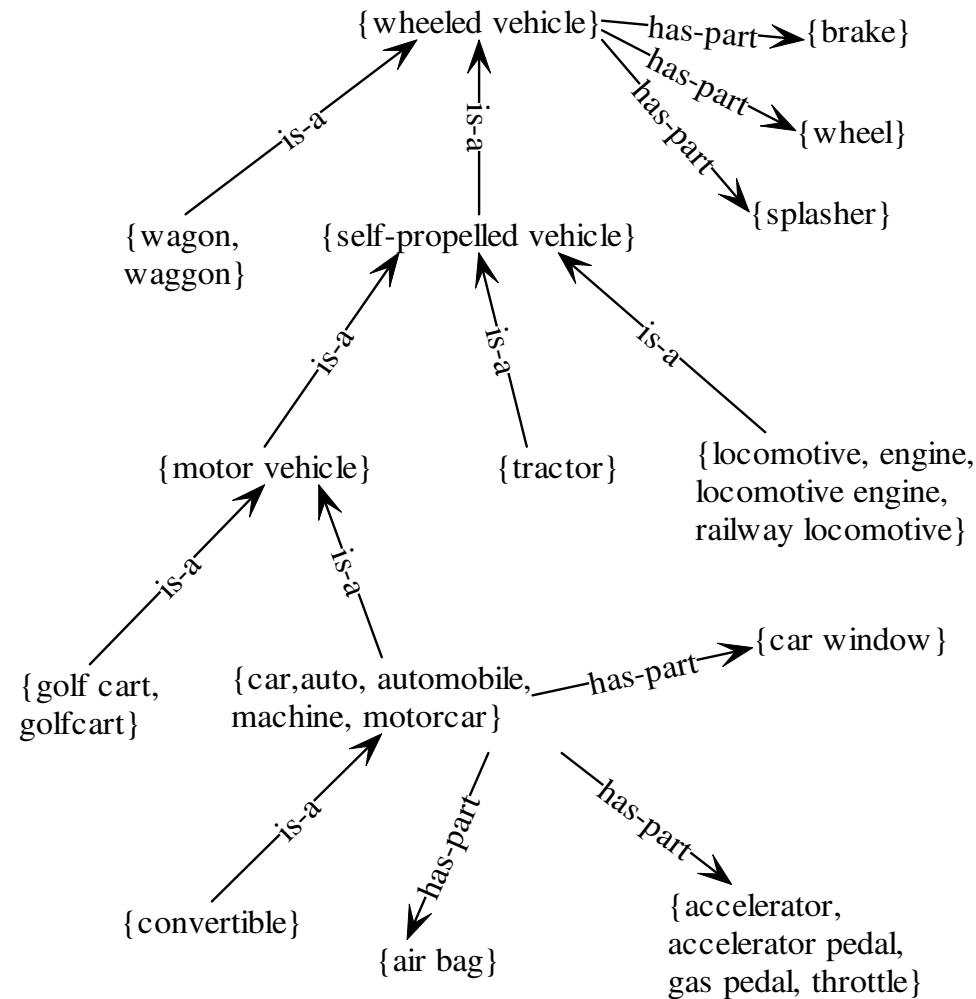 {wheeled vehicle}
has-part
{brake}
has-part
{wheel}
has-part
{splasher}
is-a
is-a
{wagon,
waggon}
{self-propelled vehicle}
is-a
is-a
is-a
{motor vehicle}
{tractor}
{locomotive, engine,
locomotive engine,
railway locomotive}
is-a
is-a
{golf cart,
golfcart}
{car,auto, automobile,
machine, motorcar}
has-part
{car window}
is-a
has-part
has-part
{convertible}
{air bag}
{accelerator,
accelerator pedal,
gas pedal, throttle}